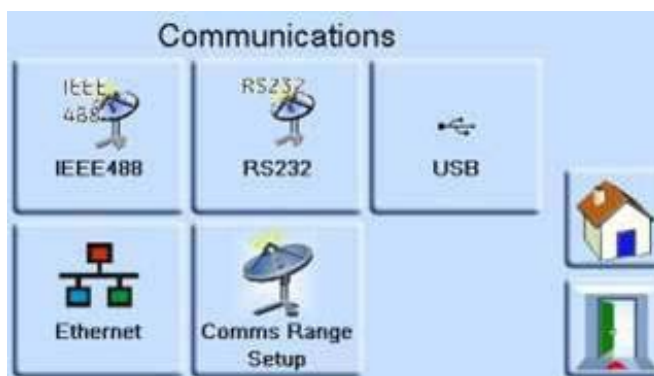 Communications
IEEE
488
IEEE488
RS232
RS232
USB
Ethernet
Comms Range
Setup